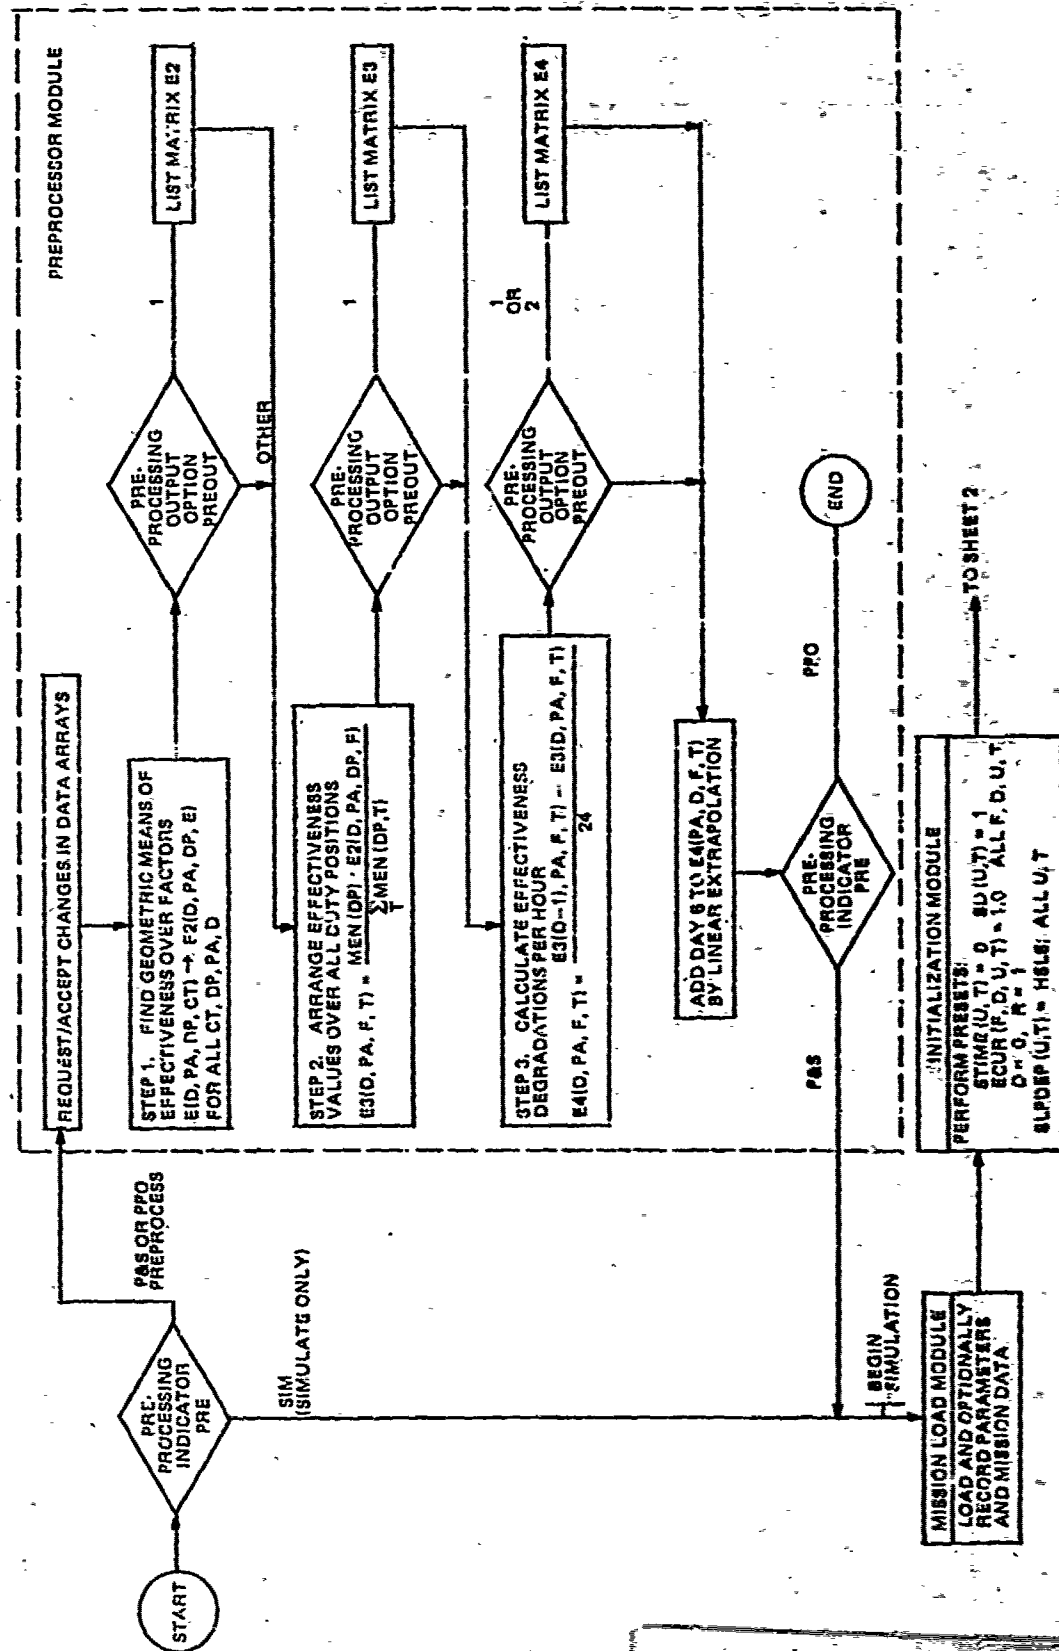 START
PRE-
PROCESSING
INDICATOR
PRE
P&S OR PPO
PREPROCESS
SIM
(SIMULATE ONLY)
PREPROCESSOR MODULE
REQUEST/ACCEPT CHANGES IN DATA ARRAYS
STEP 1. FIND GEOMETRIC MEANS OF
EFFECTIVENESS OVER FACTORS
E(D, PA, DP, CT) → E2(D, PA, DP, E)
FOR ALL CT, DP, PA, D
PRE-
PROCESSING
OUTPUT
OPTION
PREOUT
1
LIST MATRIX E2
OTHER
STEP 2. ARRANGE EFFECTIVENESS
VALUES OVER ALL DUTY POSITIONS
E3(D, PA, F, T) = MEN (DP) · E2(D, PA, DP, F)
Σ MEN (DP,T)
T
PRE-
PROCESSING
OUTPUT
OPTION
PREOUT
1
LIST MATRIX E3
STEP 3. CALCULATE EFFECTIVENESS
DEGRADATIONS PER HOUR
E4(D, PA, F, T) = E3(D-1), PA, F, T) - E3(D, PA, F, T)
24
PRE-
PROCESSING
OUTPUT
OPTION
PREOUT
1
OR
2
LIST MATRIX E4
ADD DAY 6 TO E4(PA, D, F, T)
BY LINEAR EXTRAPOLATION
PRE-
PROCESSING
INDICATOR
PRE
PPO
END
P&S
BEGIN
SIMULATION
MISSION LOAD MODULE
LOAD AND OPTIONALLY
RECORD PARAMETERS
AND MISSION DATA
INITIALIZATION MODULE
PERFORM PRESETS:
STIME (U, T) = 0 SD (U,T) = 1
ECUR (F, D, U, T) = 1.0 ALL F, D, U, T
D = 0, R = 1
SLPDEP (U,T) = HSLS; ALL U, T
TO SHEET 2